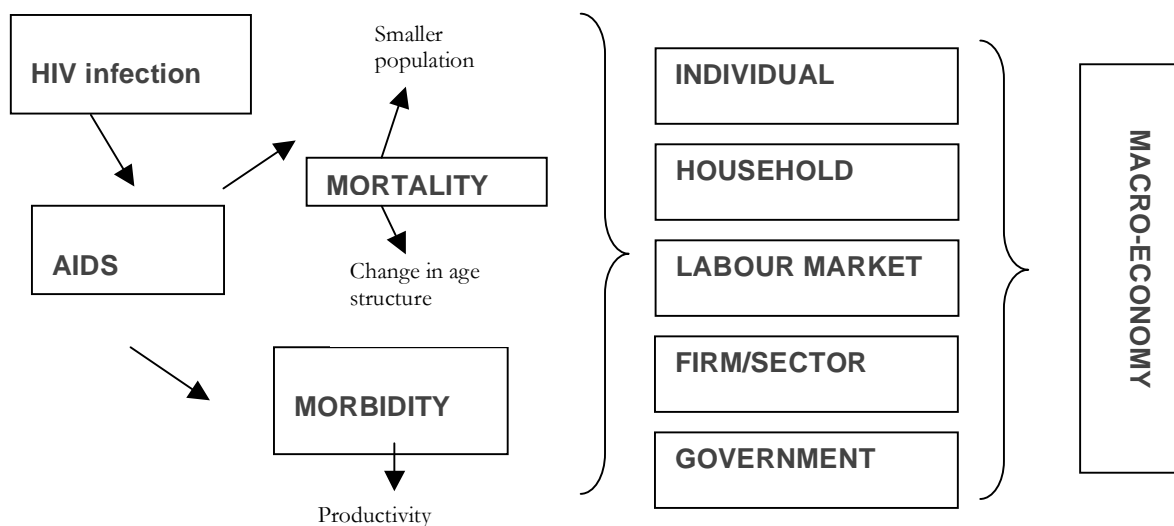 HIV infection
AIDS
Smaller
population
MORTALITY
Change in age
structure
MORBIDITY
Productivity
INDIVIDUAL
HOUSEHOLD
LABOUR MARKET
FIRM/SECTOR
GOVERNMENT
MACRO-ECONOMY